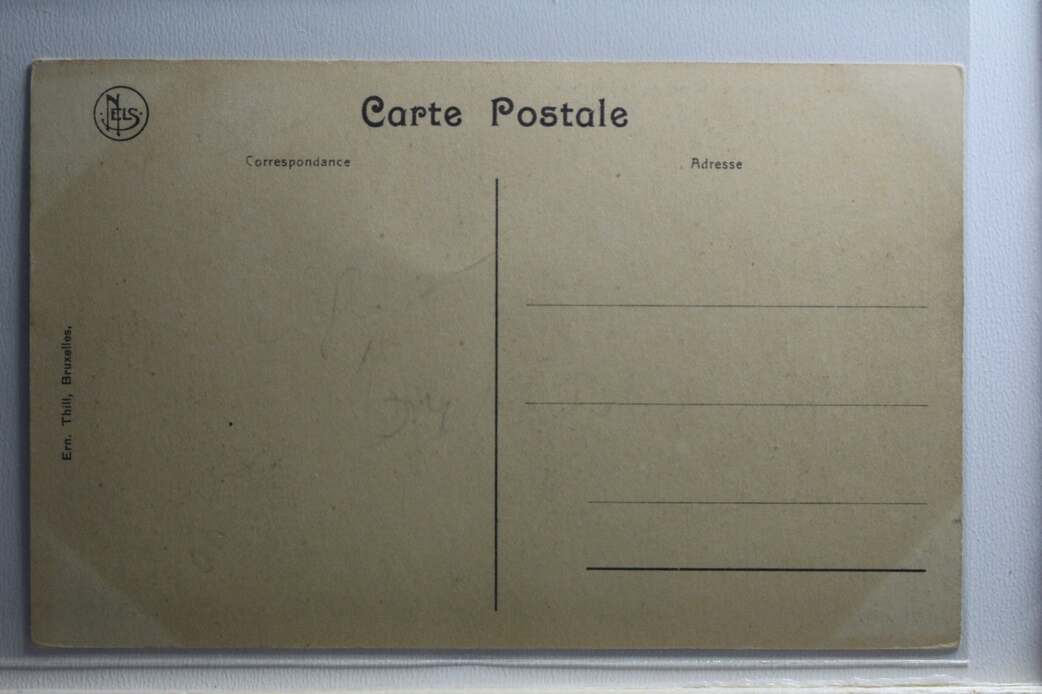 NELS
Carte Postale
Correspondance
Adresse
Ern. Thill, Bruxelles.